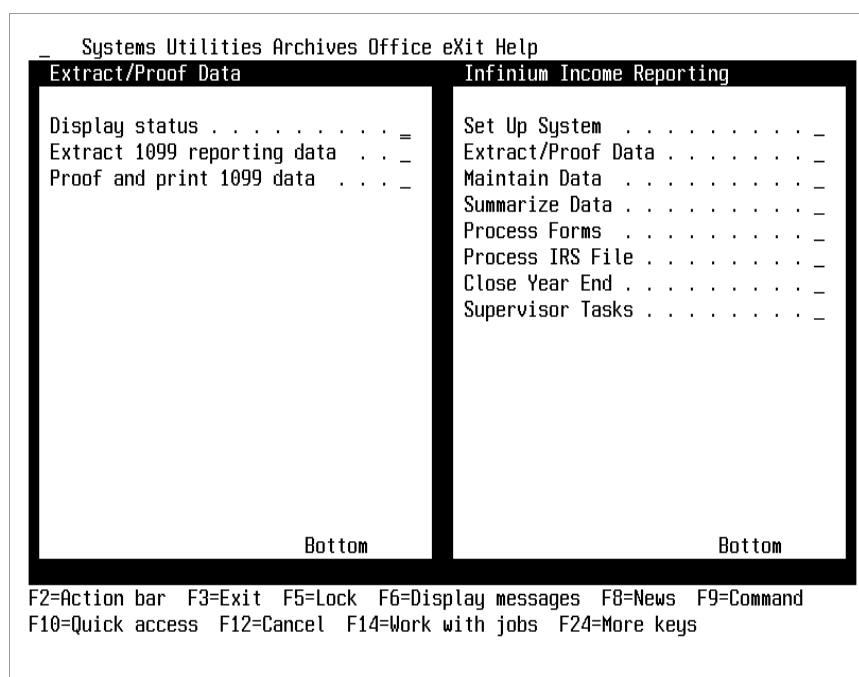 _ Systems Utilities Archives Office eXit Help
Extract/Proof Data
Display status . . . . . . . . . _
Extract 1099 reporting data . . _
Proof and print 1099 data . . . _
Bottom
Infinium Income Reporting
Set Up System . . . . . . . . . _
Extract/Proof Data . . . . . . . _
Maintain Data . . . . . . . . . _
Summarize Data . . . . . . . . . _
Process Forms . . . . . . . . . _
Process IRS File . . . . . . . . _
Close Year End . . . . . . . . . _
Supervisor Tasks . . . . . . . . _
Bottom
F2=Action bar F3=Exit F5=Lock F6=Display messages F8=News F9=Command
F10=Quick access F12=Cancel F14=Work with jobs F24=More keys